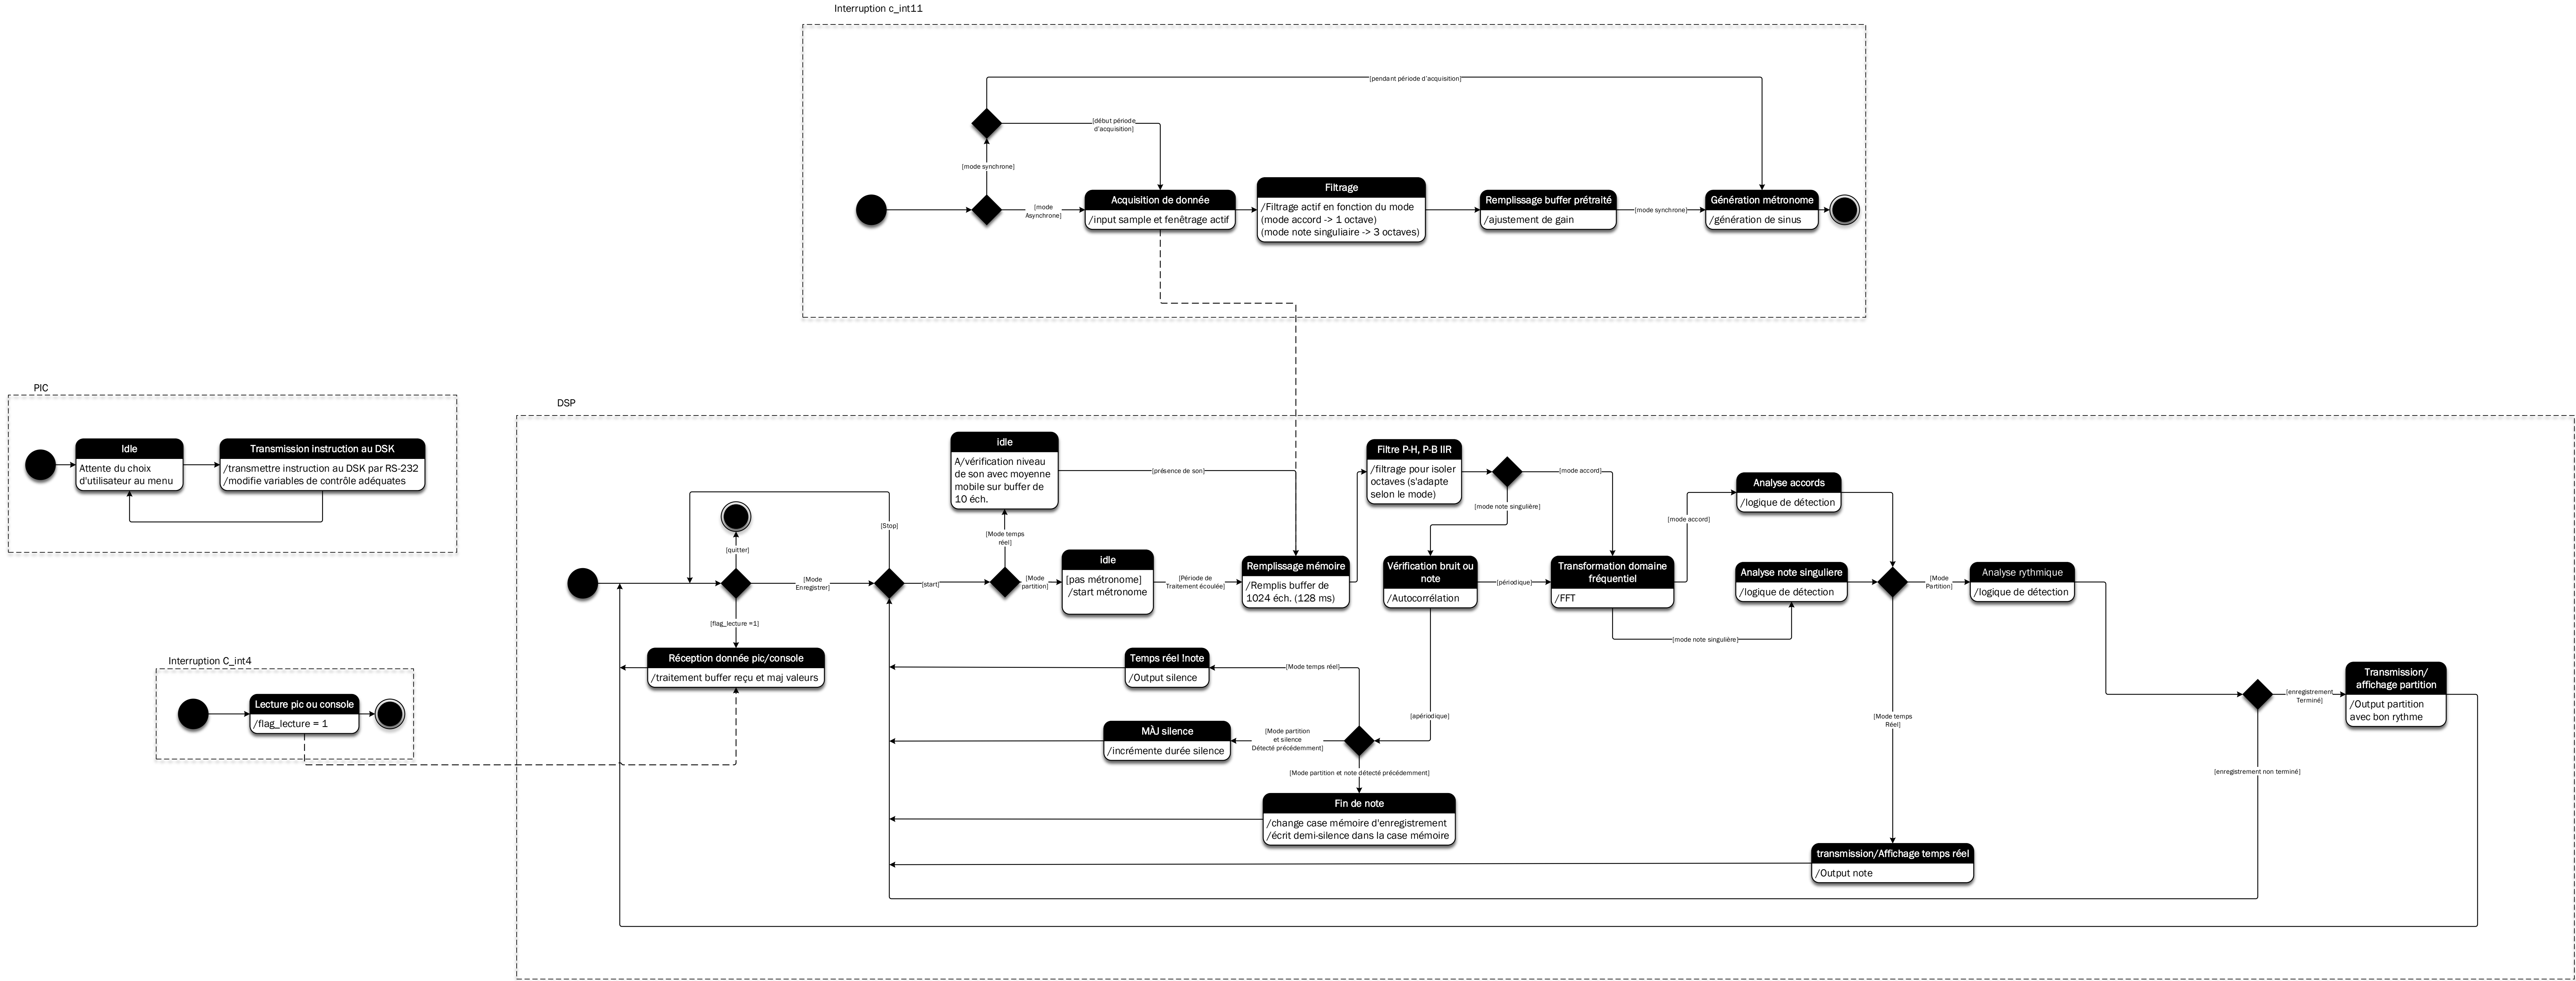 Interruption c_int11
[pendant période d'acquisition]
[début période
d'acquisition]
[mode synchrone]
[mode
Asynchrone]
Acquisition de donnée
/input sample et fenêtrage actif
Filtrage
/Filtrage actif en fonction du mode
(mode accord -> 1 octave)
(mode note singuliaire -> 3 octaves)
Remplissage buffer prétraité
/ajustement de gain
[mode synchrone]
Génération métronome
/génération de sinus
PIC
Idle
Attente du choix
d'utilisateur au menu
Transmission instruction au DSK
/transmettre instruction au DSK par RS-232
/modifie variables de contrôle adéquates
Interruption C_int4
Lecture pic ou console
/flag_lecture = 1
DSP
[quitter]
[Mode
Enregistrer]
[flag_lecture =1]
Réception donnée pic/console
/traitement buffer reçu et maj valeurs
[Stop]
[start]
idle
A/vérification niveau
de son avec moyenne
mobile sur buffer de
10 éch.
[Mode temps
réel]
[présence de son]
[Mode
partition]
idle
[pas métronome]
/start métronome
[Période de
Traitement écoulée]
Remplissage mémoire
/Remplis buffer de
1024 éch. (128 ms)
Filtre P-H, P-B IIR
/filtrage pour isoler
octaves (s'adapte
selon le mode)
[mode accord]
[mode note singulière]
Vérification bruit ou
note
/Autocorrélation
[périodique]
Transformation domaine
fréquentiel
/FFT
[mode accord]
Analyse accords
/logique de détection
Analyse note singuliere
/logique de détection
[mode note singulière]
[Mode
Partition]
Analyse rythmique
/logique de détection
Temps réel !note
/Output silence
[Mode temps réel]
[apériodique]
MÀJ silence
/incrémente durée silence
[Mode partition
et silence
Détecté précédemment]
[Mode partition et note détecté précédemment]
Fin de note
/change case mémoire d'enregistrement
/écrit demi-silence dans la case mémoire
[Mode temps
Réel]
transmission/Affichage temps réel
/Output note
[enregistrement
Terminé]
Transmission/
affichage partition
/Output partition
avec bon rythme
[enregistrement non terminé]